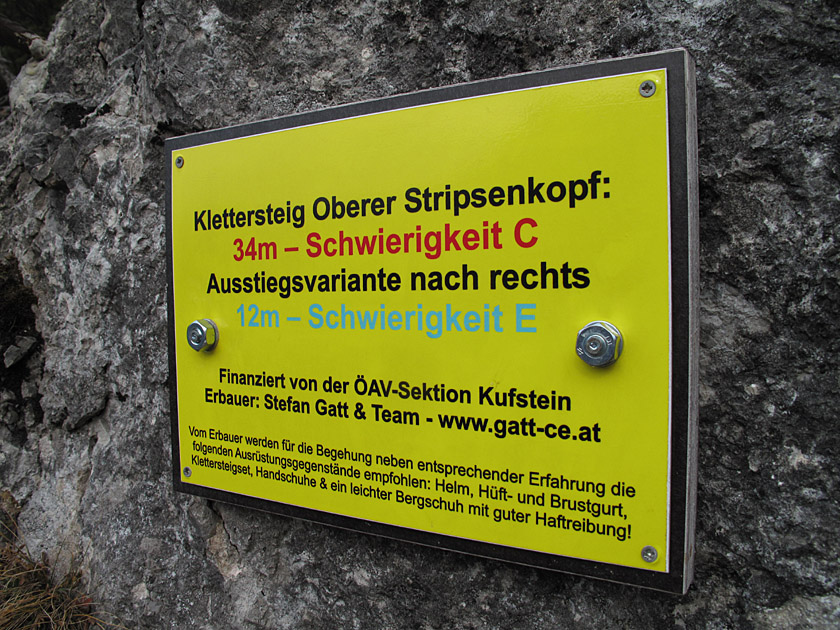 Klettersteig Oberer Stripsenkopf:
34m – Schwierigkeit C
Ausstiegsvariante nach rechts
12m – Schwierigkeit E
Finanziert von der ÖAV-Sektion Kufstein
Erbauer: Stefan Gatt & Team - www.gatt-ce.at
Vom Erbauer werden für die Begehung neben entsprechender Erfahrung die
folgenden Ausrüstungsgegenstände empfohlen: Helm, Hüft- und Brustgurt,
Klettersteigset, Handschuhe & ein leichter Bergschuh mit guter Haftreibung!